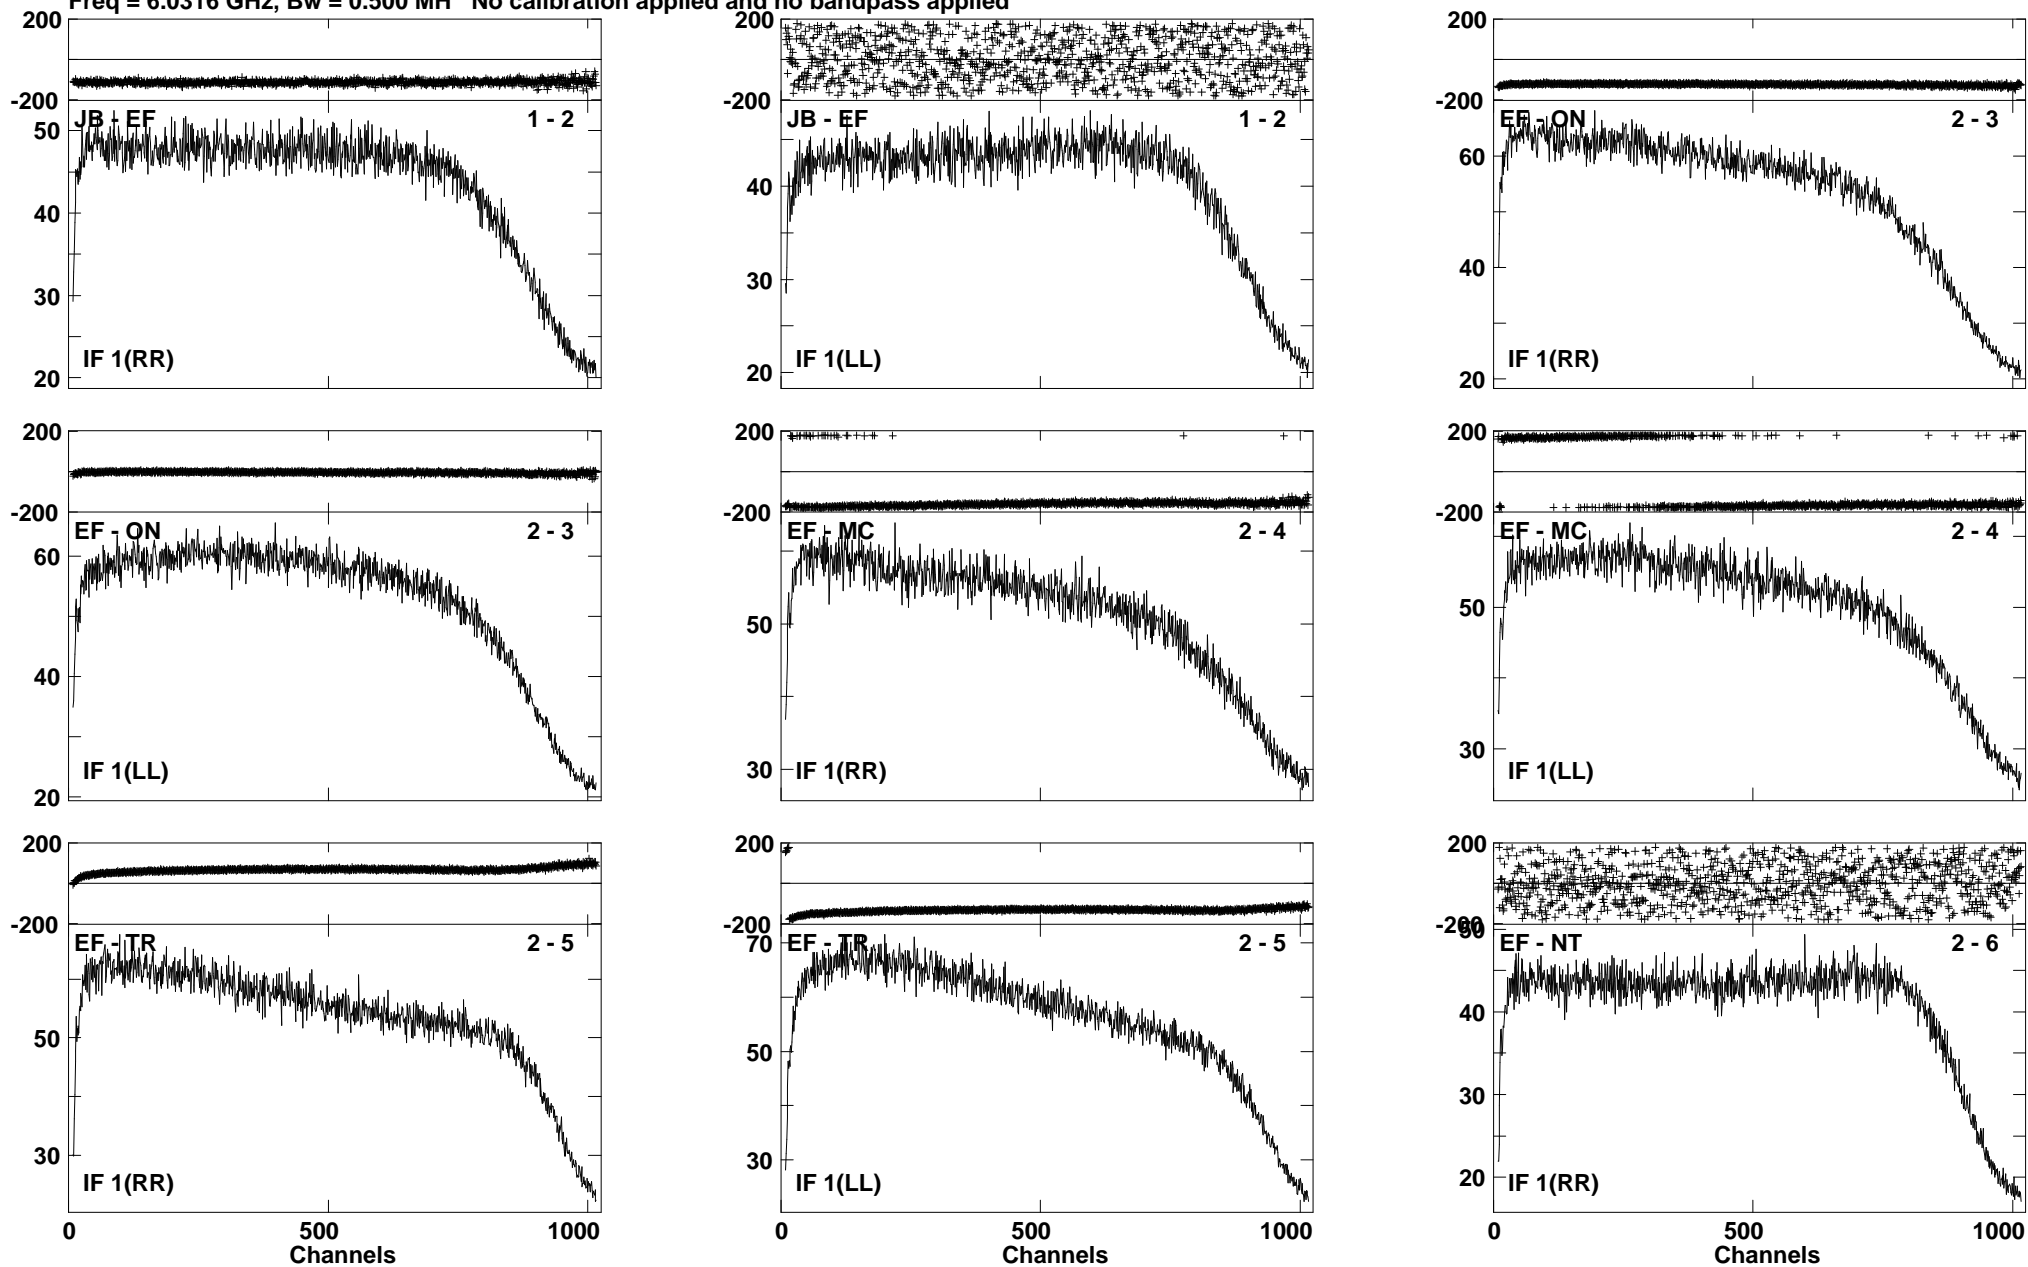 Freq = 6.0316 GHz, Bw = 0.500 MH No calibration applied and no bandpass applied
200
-200
JB - EF 1 - 2
50
40
30
20
IF 1(RR)
200
-200
JB - EF 1 - 2
40
30
20
IF 1(LL)
200
-200
EF - ON 2 - 3
60
40
20
IF 1(RR)
200
-200
EF - ON 2 - 3
60
40
20
IF 1(LL)
200
-200
EF - MC 2 - 4
50
30
IF 1(RR)
200
-200
EF - MC 2 - 4
50
30
IF 1(LL)
200
-200
EF - TR 2 - 5
50
30
IF 1(RR)
0 500 1000
Channels
200
-200
70
EF - TR 2 - 5
50
30
IF 1(LL)
0 500 1000
Channels
200
-200
50
EF - NT 2 - 6
40
30
20
IF 1(RR)
0 500 1000
Channels